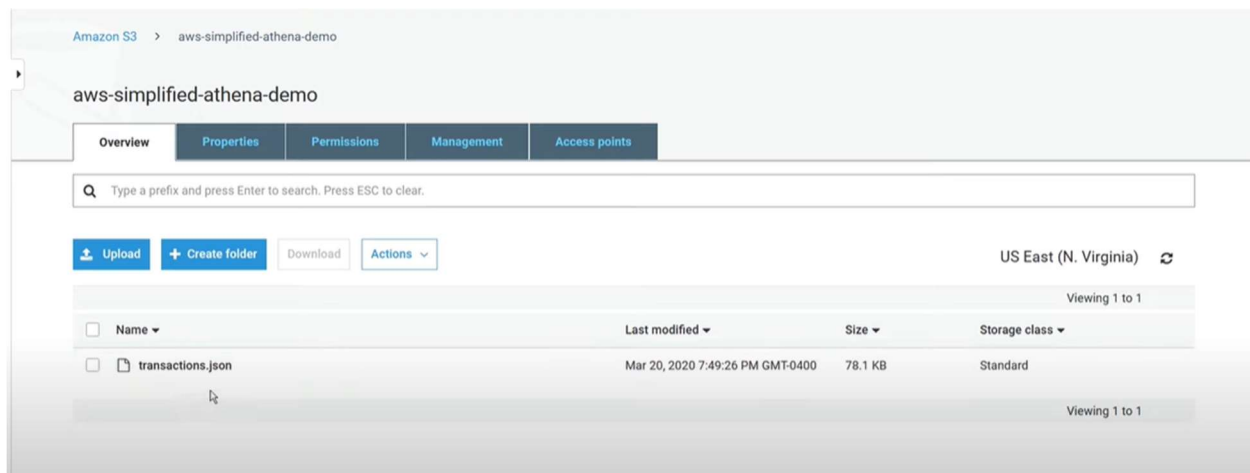 Amazon S3 > aws-simplified-athena-demo
aws-simplified-athena-demo
Overview Properties Permissions Management Access points
Type a prefix and press Enter to search. Press ESC to clear.
Upload + Create folder Download Actions US East (N. Virginia)
Viewing 1 to 1
Name Last modified Size Storage class
transactions.json Mar 20, 2020 7:49:26 PM GMT-0400 78.1 KB Standard
Viewing 1 to 1